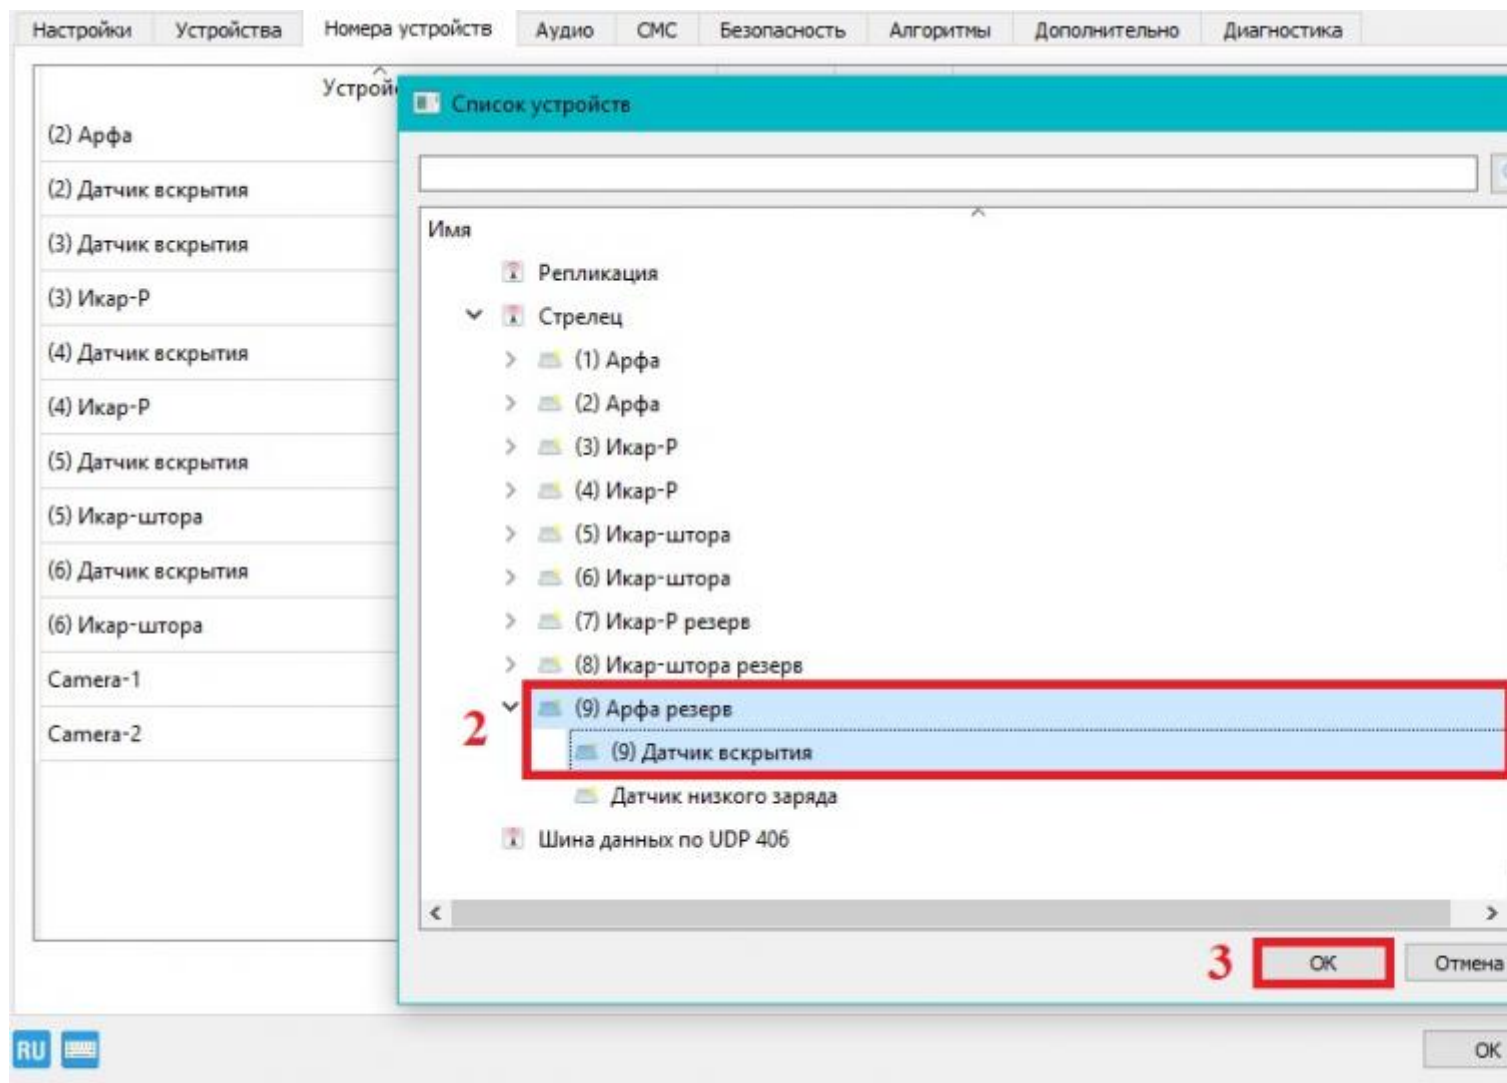 Настройки Устройства Номера устройств Аудио СМС Безопасность Алгоритмы Дополнительно Диагностика
(2) Арфа
(2) Датчик вскрытия
(3) Датчик вскрытия
(3) Икар-Р
(4) Датчик вскрытия
(4) Икар-Р
(5) Датчик вскрытия
(5) Икар-штора
(6) Датчик вскрытия
(6) Икар-штора
Camera-1
Camera-2
Список устройств
Имя
Репликация
Стрелец
(1) Арфа
(2) Арфа
(3) Икар-Р
(4) Икар-Р
(5) Икар-штора
(6) Икар-штора
(7) Икар-Р резерв
(8) Икар-штора резерв
2 (9) Арфа резерв
(9) Датчик вскрытия
Датчик низкого заряда
Шина данных по UDP 406
3 ОК Отмена
RU ОК